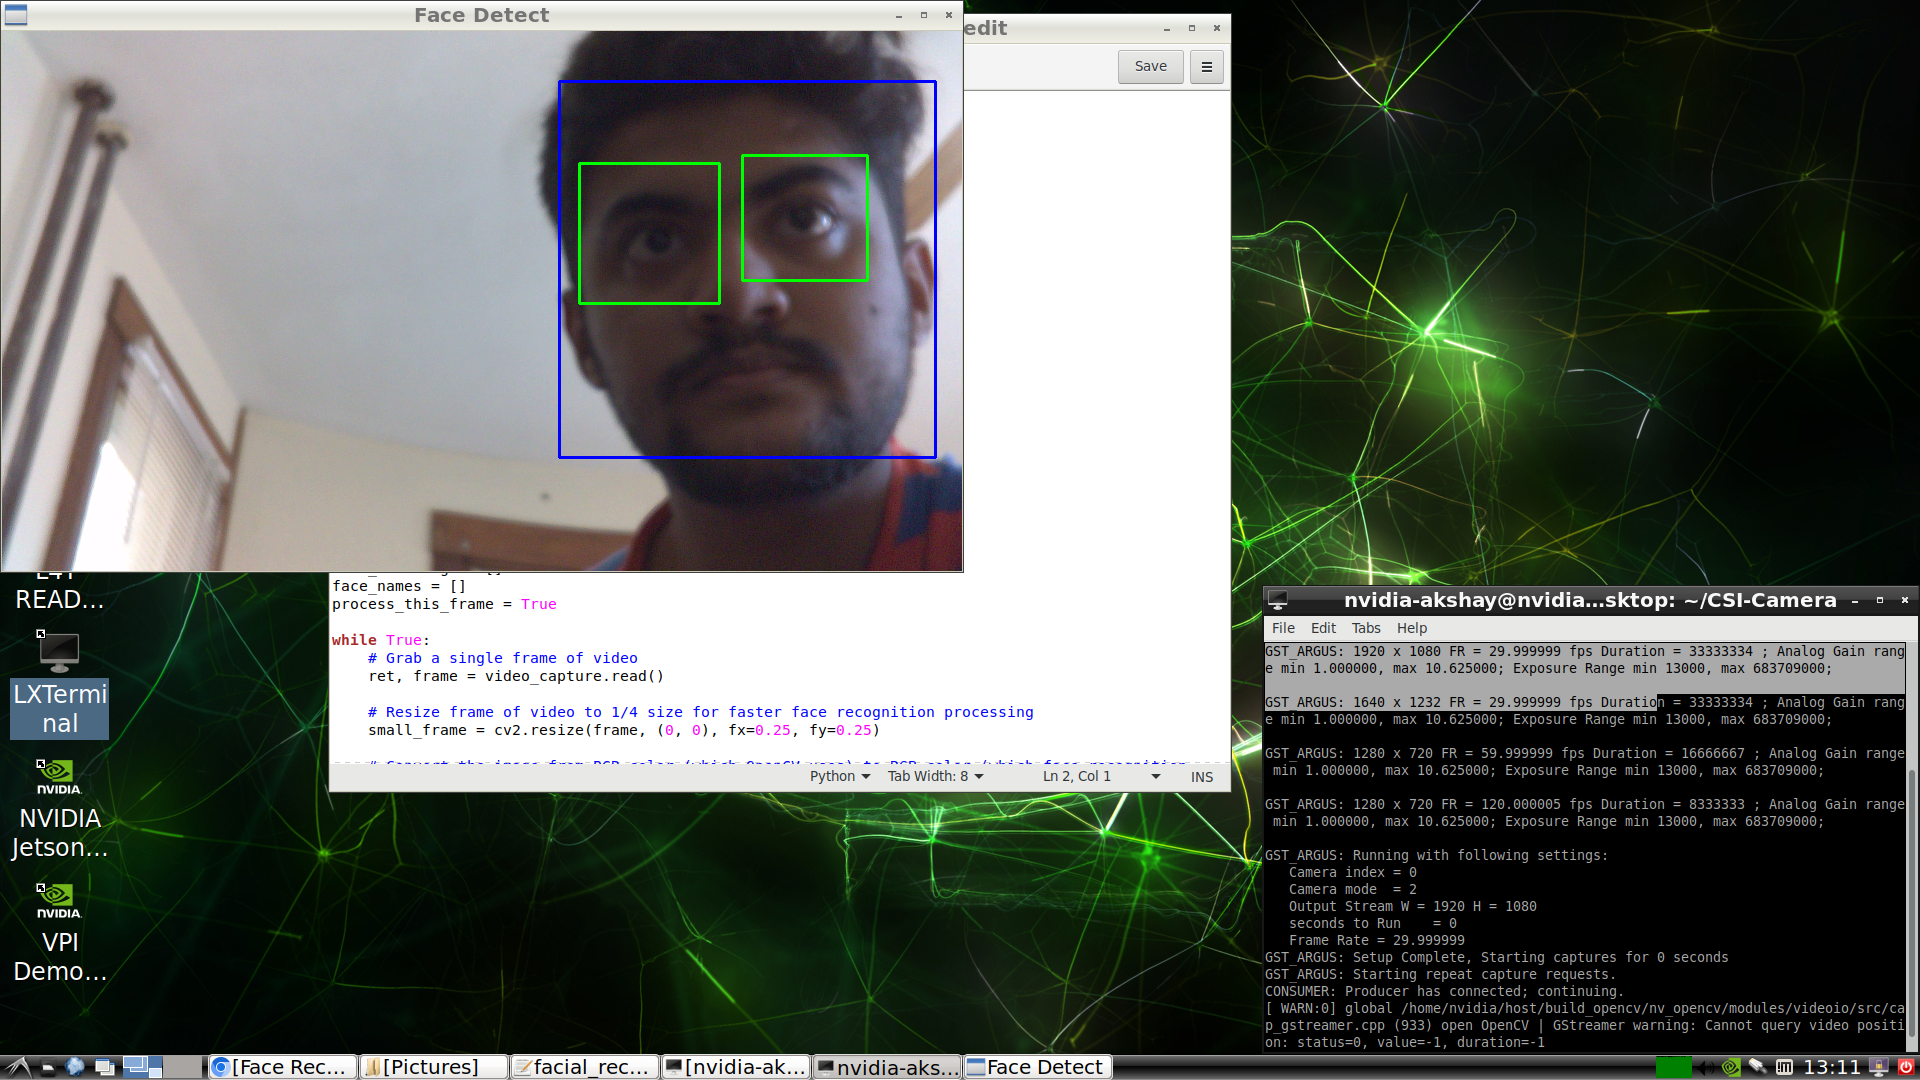 Face Detect
edit
Save
face_names = []
process_this_frame = True
while True:
# Grab a single frame of video
ret, frame = video_capture.read()
# Resize frame of video to 1/4 size for faster face recognition processing
small_frame = cv2.resize(frame, (0, 0), fx=0.25, fy=0.25)
Python
Tab Width: 8
Ln 2, Col 1
INS
READ...
LXTermi
nal
NVIDIA.
NVIDIA
Jetson...
NVIDIA.
VPI
Demo...
nvidia-akshay@nvidia...sktop: ~/CSI-Camera
File Edit Tabs Help
GST_ARGUS: 1920 x 1080 FR = 29.999999 fps Duration = 33333334 ; Analog Gain rang
e min 1.000000, max 10.625000; Exposure Range min 13000, max 683709000;
GST_ARGUS: 1640 x 1232 FR = 29.999999 fps Duration = 33333334 ; Analog Gain rang
e min 1.000000, max 10.625000; Exposure Range min 13000, max 683709000;
GST_ARGUS: 1280 x 720 FR = 59.999999 fps Duration = 16666667 ; Analog Gain range
min 1.000000, max 10.625000; Exposure Range min 13000, max 683709000;
GST_ARGUS: 1280 x 720 FR = 120.000005 fps Duration = 8333333 ; Analog Gain range
min 1.000000, max 10.625000; Exposure Range min 13000, max 683709000;
GST_ARGUS: Running with following settings:
Camera index = 0
Camera mode = 2
Output Stream W = 1920 H = 1080
seconds to Run = 0
Frame Rate = 29.999999
GST_ARGUS: Setup Complete, Starting captures for 0 seconds
GST_ARGUS: Starting repeat capture requests.
CONSUMER: Producer has connected; continuing.
[ WARN:0] global /home/nvidia/host/build_opencv/nv_opencv/modules/videoio/src/ca
p_gstreamer.cpp (933) open OpenCV | GStreamer warning: Cannot query video positi
on: status=0, value=-1, duration=-1
[Face Rec...
[Pictures]
facial_rec...
[nvidia-ak...
nvidia-aks...
Face Detect
13:11